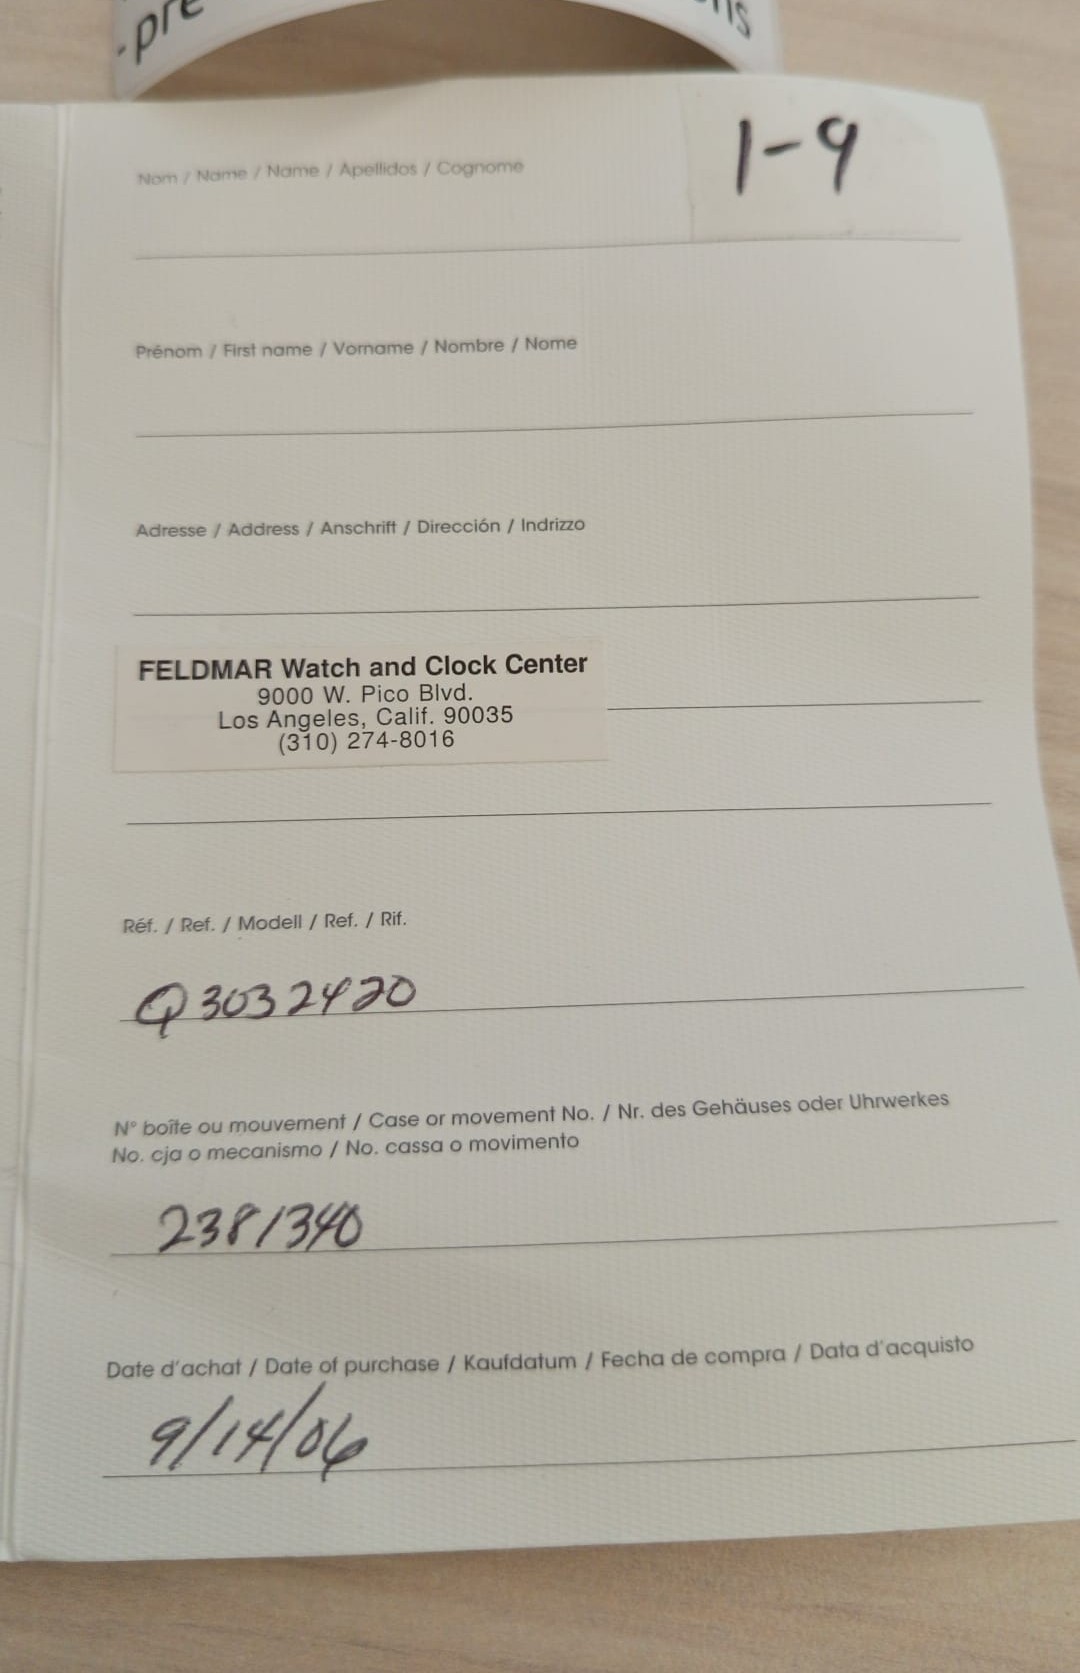 -pre
ns
1-9
Nom / Name / Name / Apellidos / Cognome
Prénom / First name / Vorname / Nombre / Nome
Adresse / Address / Anschrift / Dirección / Indrizzo
FELDMAR Watch and Clock Center
9000 W. Pico Blvd.
Los Angeles, Calif. 90035
(310) 274-8016
Réf. / Ref. / Modell / Ref. / Rif.
Q3032420
N° boîte ou mouvement / Case or movement No. / Nr. des Gehäuses oder Uhrwerkes
No. cja o mecanismo / No. cassa o movimento
2381340
Date d'achat / Date of purchase / Kaufdatum / Fecha de compra / Data d'acquisto
9/14/06